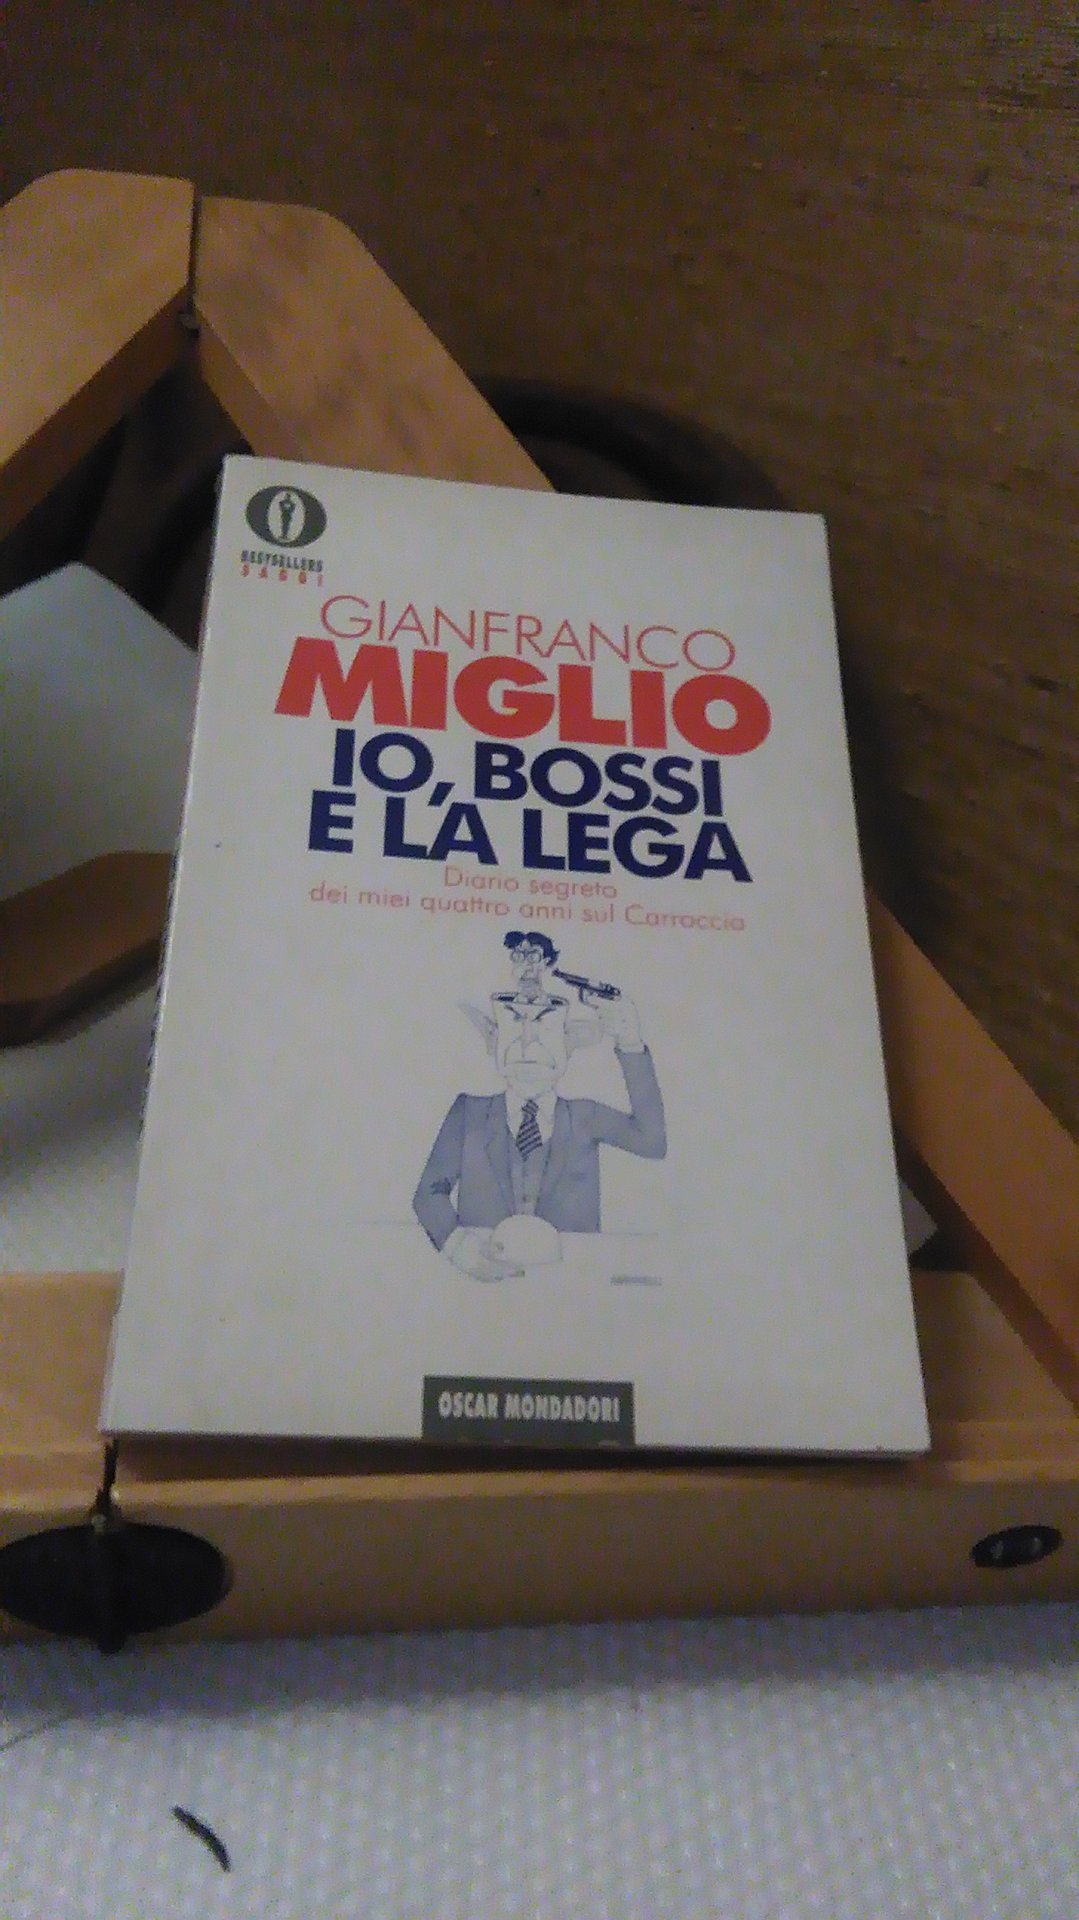 BESTSELLERS
SAGGI
GIANFRANCO
MIGLIO
IO, BOSSI
E LA LEGA
Diario segreto
dei miei quattro anni sul Carroccio
OSCAR MONDADORI